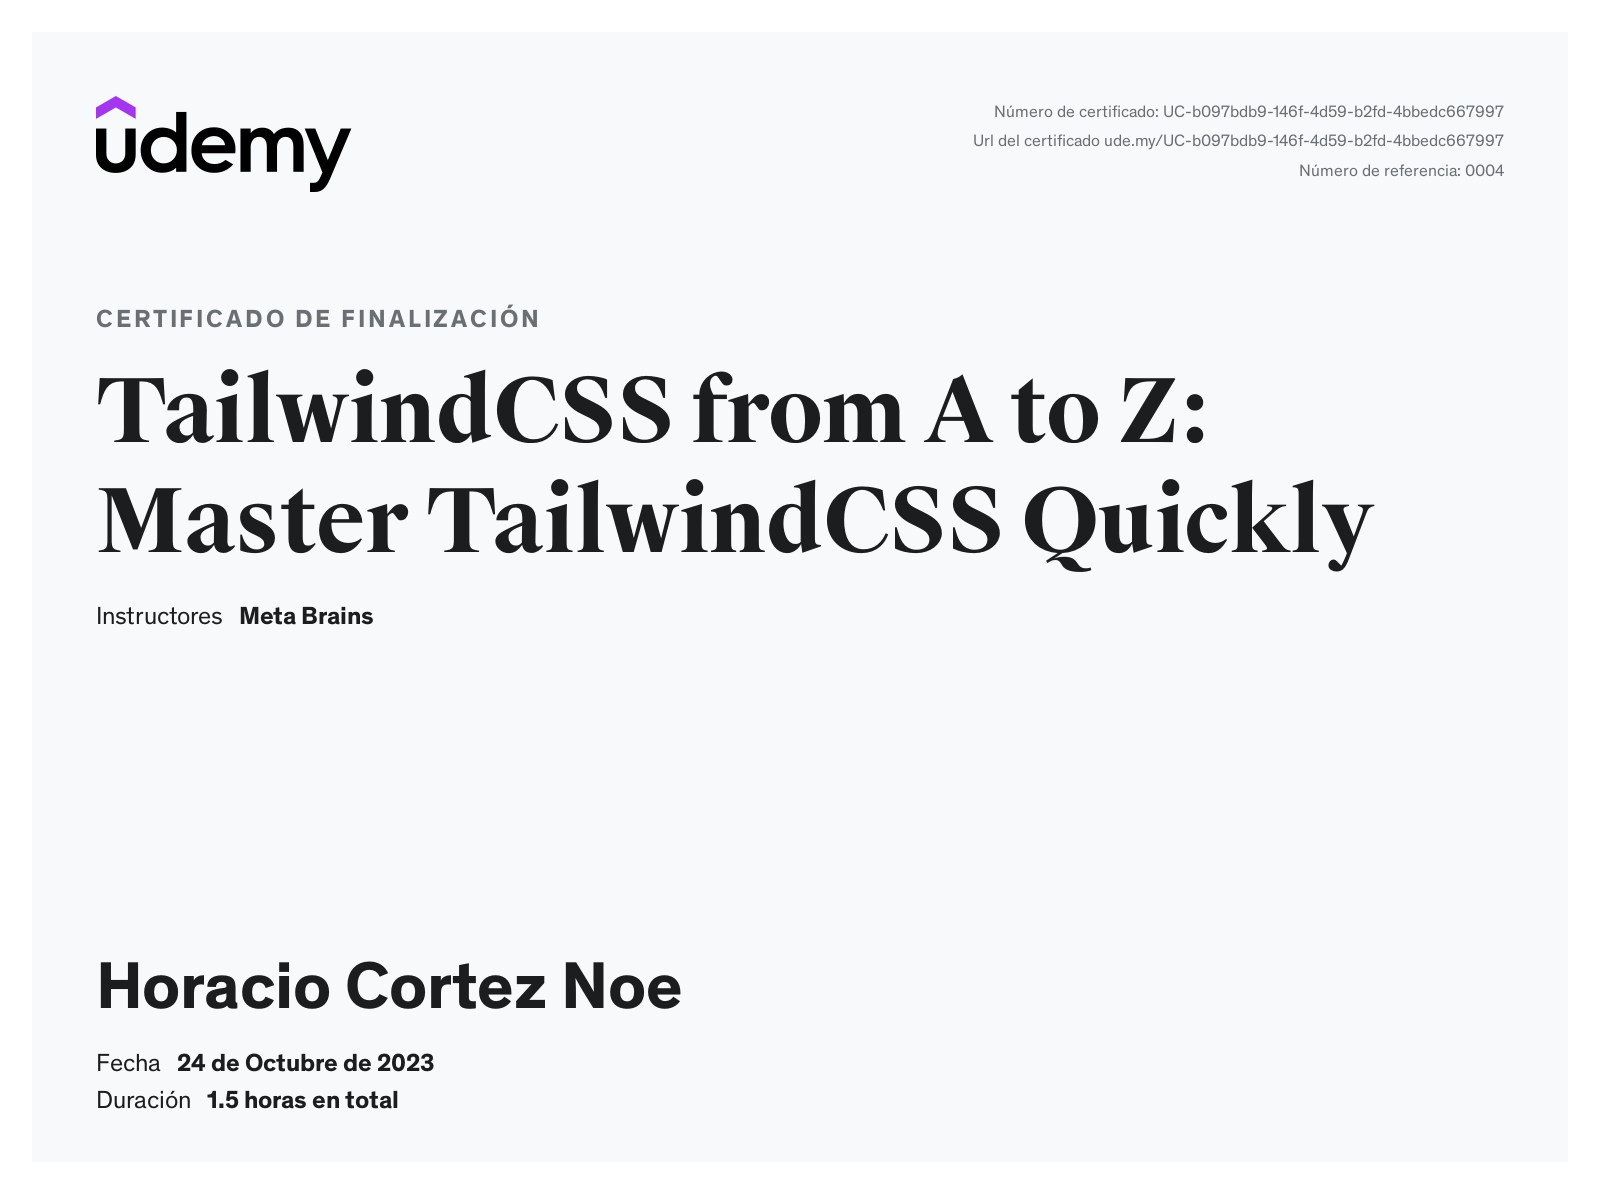 udemy
Número de certificado: UC-b097bdb9-146f-4d59-b2fd-4bbedc667997
Url del certificado ude.my/UC-b097bdb9-146f-4d59-b2fd-4bbedc667997
Número de referencia: 0004
CERTIFICADO DE FINALIZACIÓN
TailwindCSS from A to Z:
Master TailwindCSS Quickly
Instructores Meta Brains
Horacio Cortez Noe
Fecha 24 de Octubre de 2023
Duración 1.5 horas en total